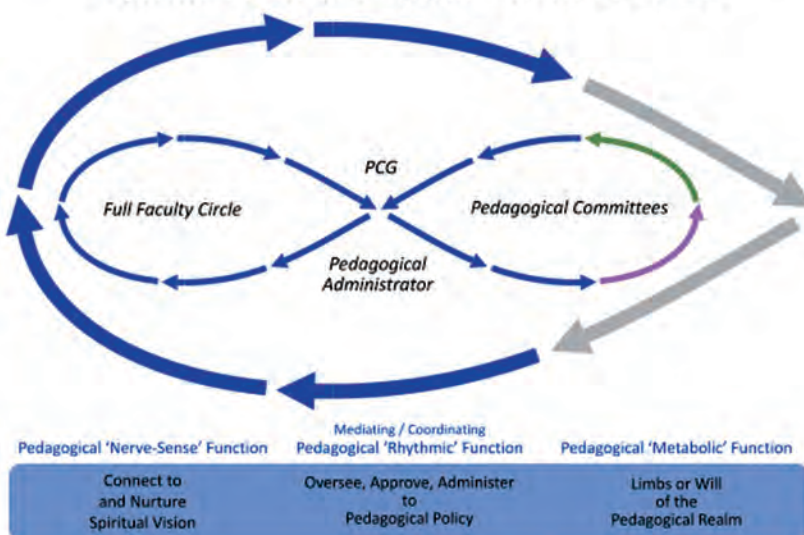 PCG
Full Faculty Circle
Pedagogical Committees
Pedagogical
Administrator
Pedagogical 'Nerve-Sense' Function
Mediating / Coordinating
Pedagogical 'Rhythmic' Function
Pedagogical 'Metabolic' Function
Connect to
and Nurture
Spiritual Vision
Oversee, Approve, Administer
to
Pedagogical Policy
Limbs or Will
of the
Pedagogical Realm